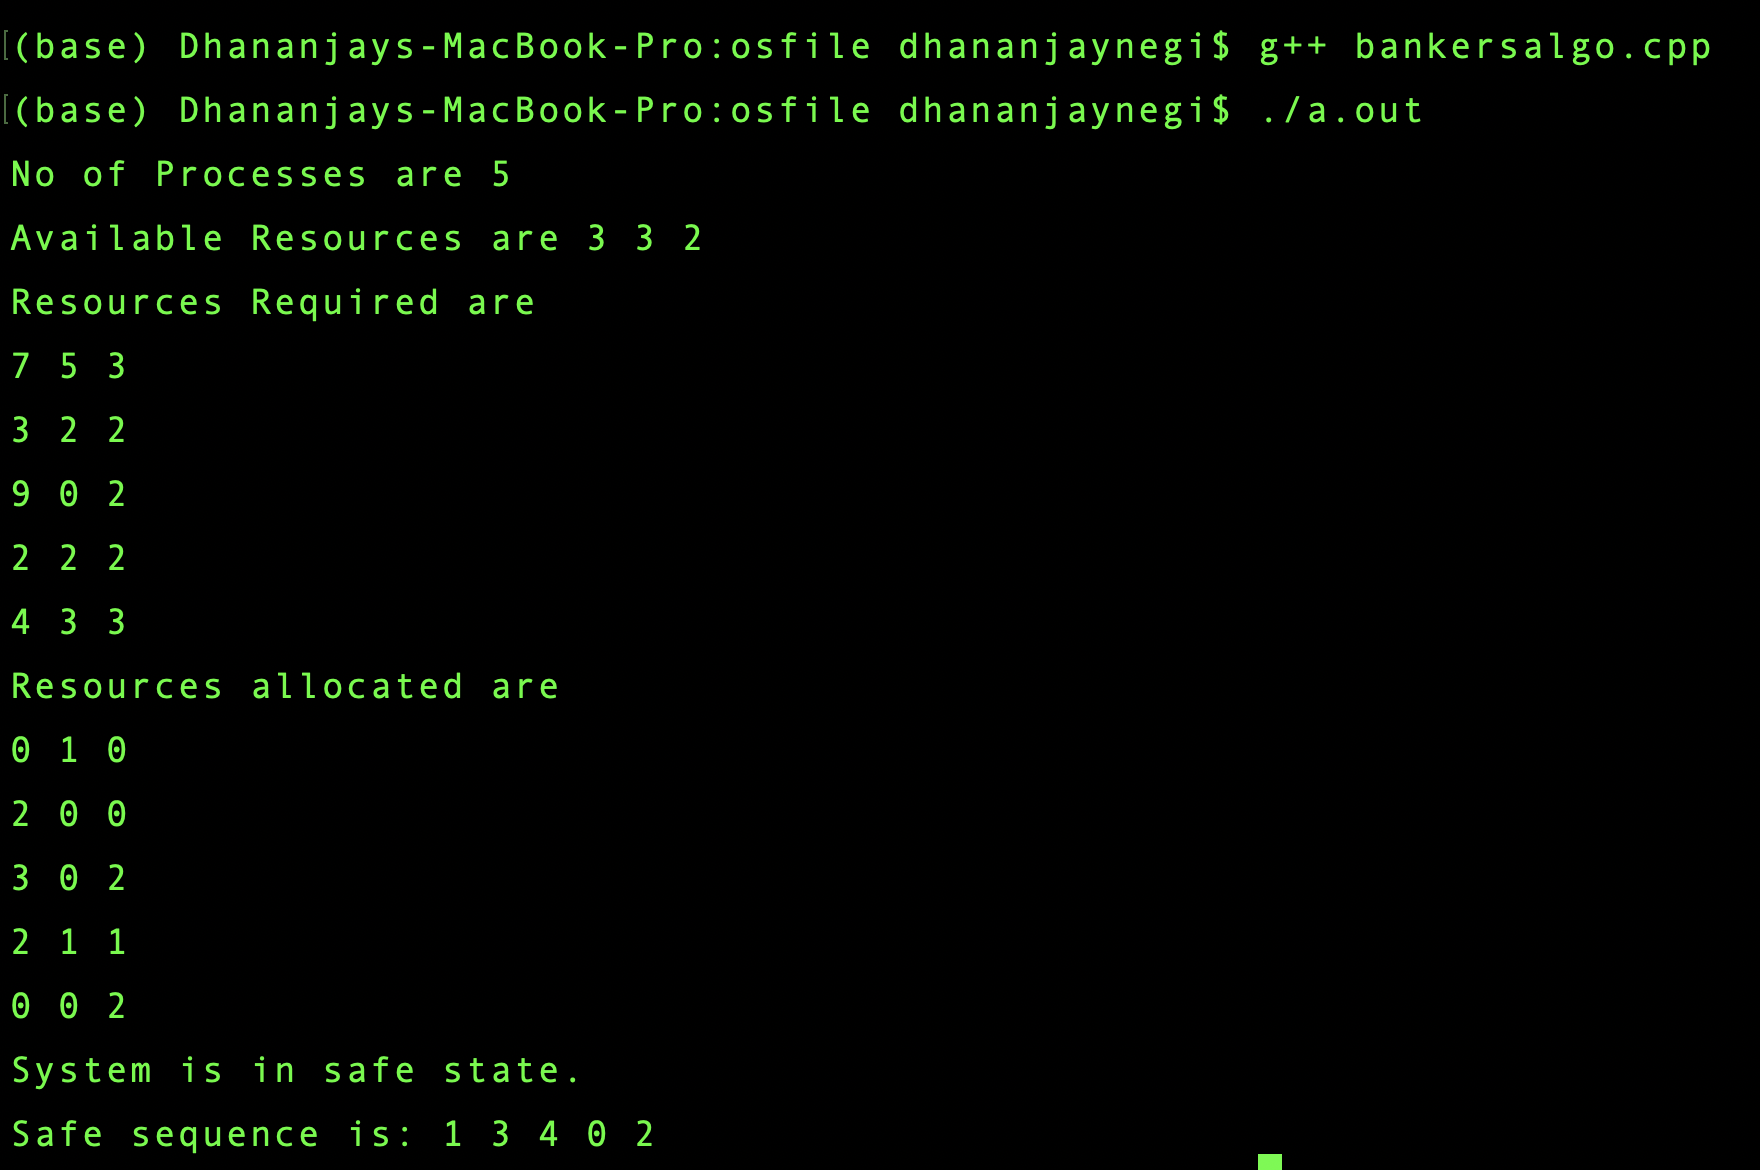 [(base) Dhananjays-MacBook-Pro:osfile dhananjaynegi$ g++ bankersalgo.cpp
[(base) Dhananjays-MacBook-Pro:osfile dhananjaynegi$ ./a.out
No of Processes are 5
Available Resources are 3 3 2
Resources Required are
7 5 3
3 2 2
9 0 2
2 2 2
4 3 3
Resources allocated are
0 1 0
2 0 0
3 0 2
2 1 1
0 0 2
System is in safe state.
Safe sequence is: 1 3 4 0 2